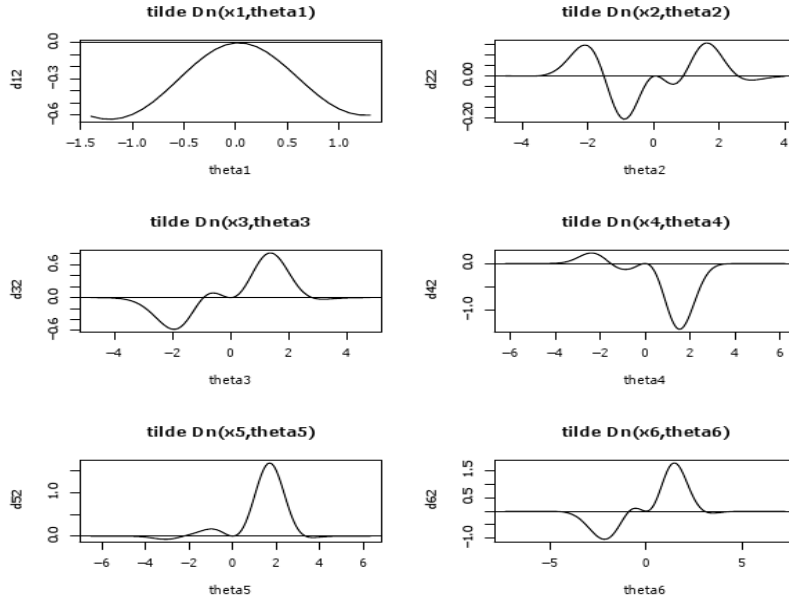 tilde Dn(x1,theta1)
d12
0.0
−0.3
−0.6
−1.5 −1.0 −0.5 0.0 0.5 1.0
theta1
tilde Dn(x2,theta2)
d22
0.00
−0.20
−4 −2 0 2 4
theta2
tilde Dn(x3,theta3
d32
0.6
0.0
−0.6
−4 −2 0 2 4
theta3
tilde Dn(x4,theta4)
d42
0.0
−1.0
−6 −4 −2 0 2 4 6
theta4
tilde Dn(x5,theta5)
d52
1.0
0.0
−6 −4 −2 0 2 4 6
theta5
tilde Dn(x6,theta6)
d62
1.5
0.5
−1.0
−5 0 5
theta6